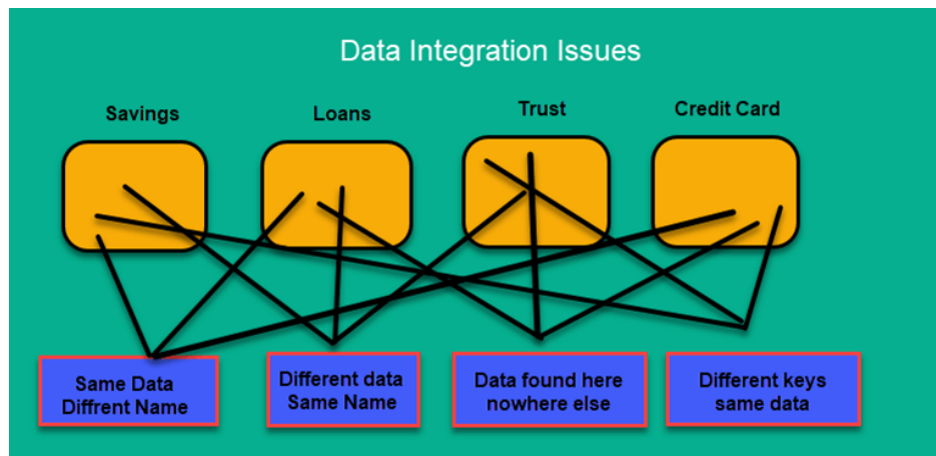 Data Integration Issues
Savings
Loans
Trust
Credit Card
Same Data
Diffrent Name
Different data
Same Name
Data found here
nowhere else
Different keys
same data